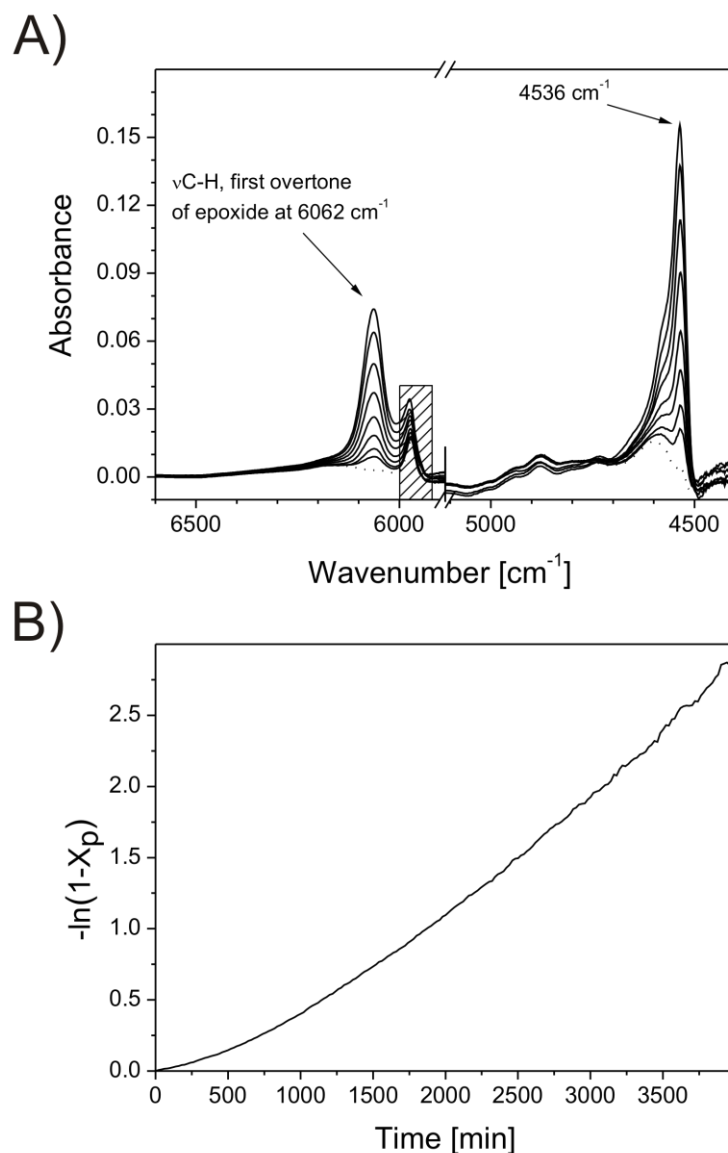 A)
4536 cm⁻¹
νC-H, first overtone
of epoxide at 6062 cm⁻¹
Absorbance
0.15
0.12
0.09
0.06
0.03
0.00
6500 6000 5000 4500
Wavenumber [cm⁻¹]
B)
-ln(1-Xₚ)
2.5
2.0
1.5
1.0
0.5
0.0
0 500 1000 1500 2000 2500 3000 3500
Time [min]